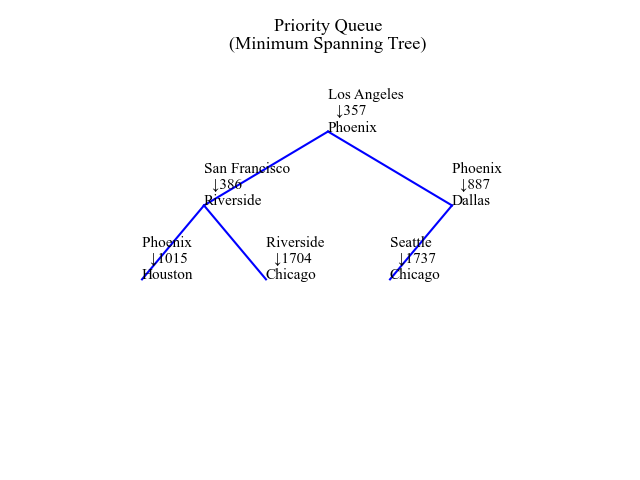 Priority Queue
(Minimum Spanning Tree)
Los Angeles
↓357
Phoenix
San Francisco
↓386
Riverside
Phoenix
↓887
Dallas
Phoenix
↓1015
Houston
Riverside
↓1704
Chicago
Seattle
↓1737
Chicago